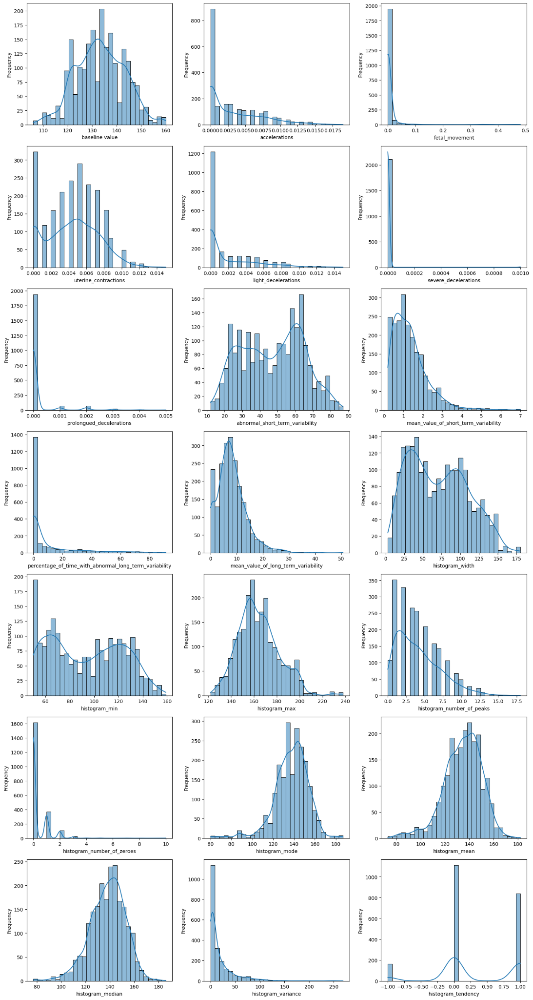 Frequency
200
175
150
125
100
75
50
25
0
110 120 130 140 150 160
baseline value
Frequency
800
600
400
200
0
0.0000 0.0025 0.0050 0.0075 0.0100 0.0125 0.0150 0.0175
accelerations
Frequency
2000
1750
1500
1250
1000
750
500
250
0
0.0 0.1 0.2 0.3 0.4 0.5
fetal_movement
Frequency
300
250
200
150
100
50
0
0.000 0.002 0.004 0.006 0.008 0.010 0.012 0.014
uterine_contractions
Frequency
1200
1000
800
600
400
200
0
0.000 0.002 0.004 0.006 0.008 0.010 0.012 0.014
light_decelerations
Frequency
2000
1500
1000
500
0
0.0000 0.0002 0.0004 0.0006 0.0008 0.0010
severe_decelerations
Frequency
2000
1750
1500
1250
1000
750
500
250
0
0.000 0.001 0.002 0.003 0.004 0.005
prolongued_decelerations
Frequency
160
140
120
100
80
60
40
20
0
10 20 30 40 50 60 70 80 90
abnormal_short_term_variability
Frequency
300
250
200
150
100
50
0
0 1 2 3 4 5 6 7
mean_value_of_short_term_variability
Frequency
1400
1200
1000
800
600
400
200
0
0 20 40 60 80
percentage_of_time_with_abnormal_long_term_variability
Frequency
300
250
200
150
100
50
0
0 10 20 30 40 50
mean_value_of_long_term_variability
Frequency
140
120
100
80
60
40
20
0
0 25 50 75 100 125 150 175
histogram_width
Frequency
200
175
150
125
100
75
50
25
0
60 80 100 120 140 160
histogram_min
Frequency
200
150
100
50
0
120 140 160 180 200 220 240
histogram_max
Frequency
350
300
250
200
150
100
50
0
0.0 2.5 5.0 7.5 10.0 12.5 15.0 17.5
histogram_number_of_peaks
Frequency
1600
1400
1200
1000
800
600
400
200
0
0 2 4 6 8 10
histogram_number_of_zeroes
Frequency
300
250
200
150
100
50
0
60 80 100 120 140 160 180
histogram_mode
Frequency
200
150
100
50
0
80 100 120 140 160 180
histogram_mean
Frequency
250
200
150
100
50
0
80 100 120 140 160 180
histogram_median
Frequency
1000
800
600
400
200
0
0 50 100 150 200 250
histogram_variance
Frequency
1000
800
600
400
200
0
−1.00 −0.75 −0.50 −0.25 0.00 0.25 0.50 0.75 1.00
histogram_tendency